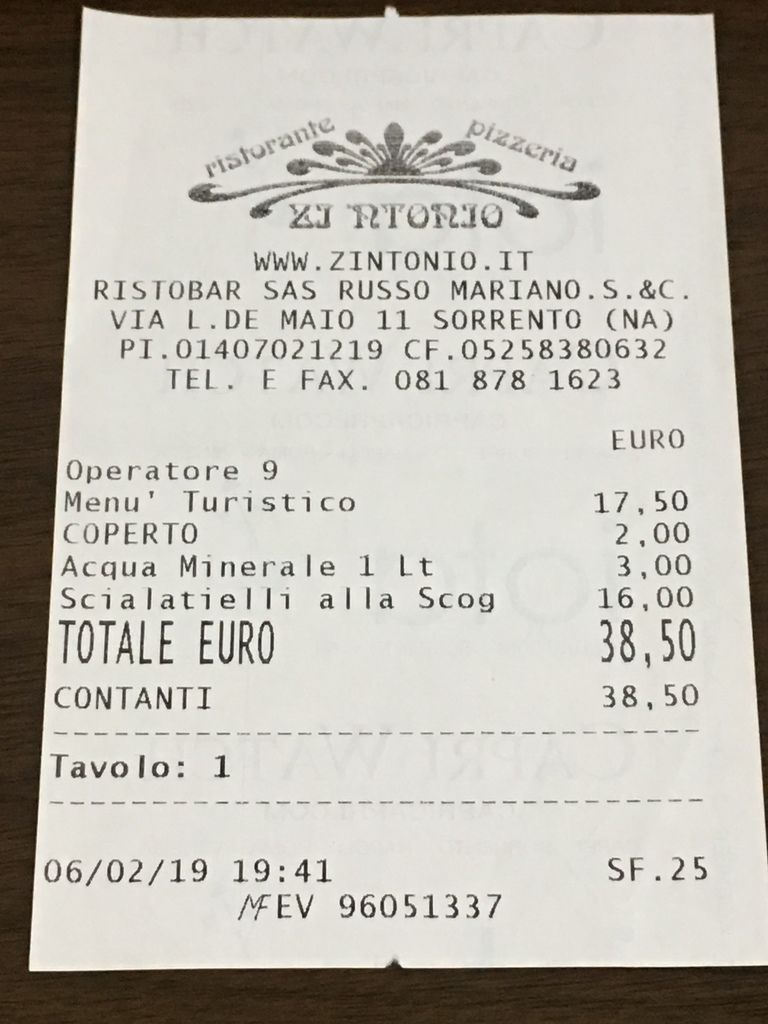 ristorante pizzeria
ZI NTONIO
WWW.ZINTONIO.IT
RISTOBAR SAS RUSSO MARIANO.S.&C.
VIA L.DE MAIO 11 SORRENTO (NA)
PI.01407021219 CF.05258380632
TEL. E FAX. 081 878 1623
EURO
Operatore 9
Menu' Turistico 17,50
COPERTO 2,00
Acqua Minerale 1 Lt 3,00
Scialatielli alla Scog 16,00
TOTALE EURO 38,50
CONTANTI 38,50
Tavolo: 1
06/02/19 19:41 SF.25
MF EV 96051337